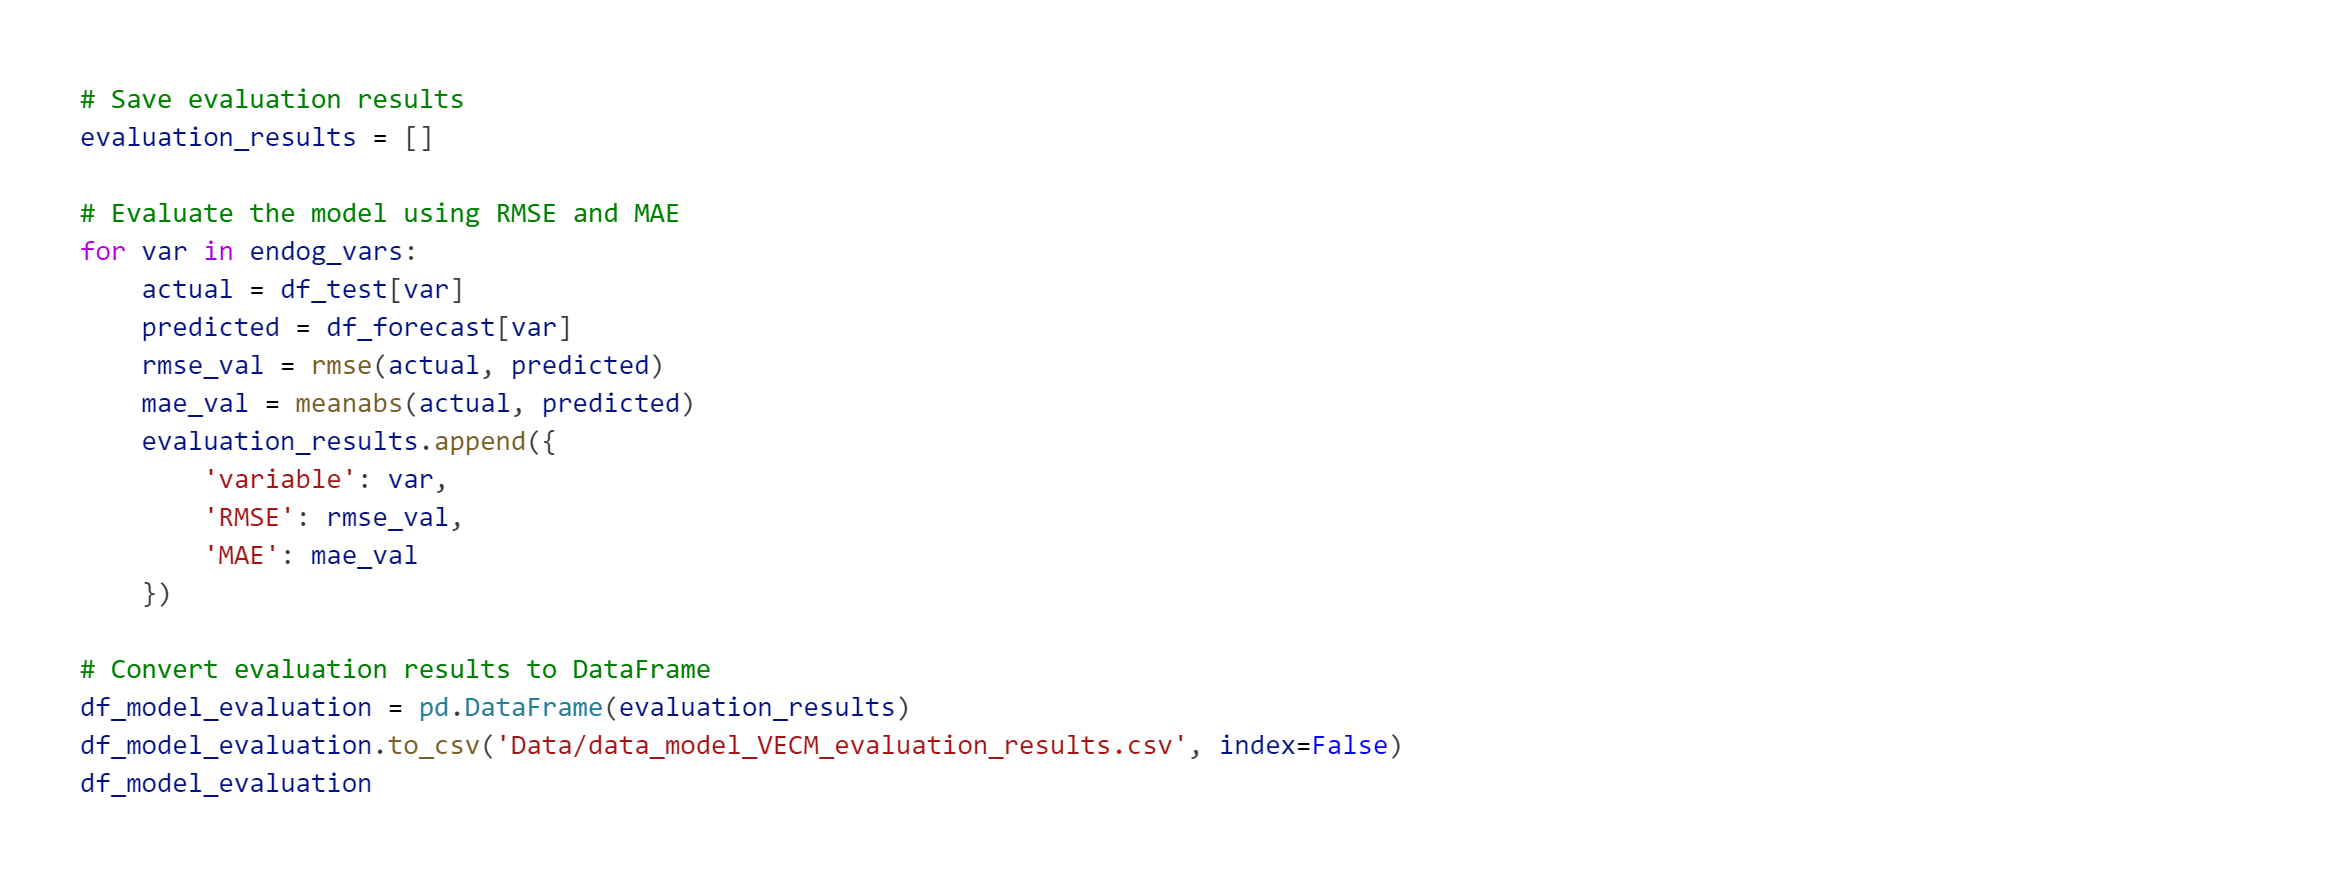 # Save evaluation results
evaluation_results = []

# Evaluate the model using RMSE and MAE
for var in endog_vars:
    actual = df_test[var]
    predicted = df_forecast[var]
    rmse_val = rmse(actual, predicted)
    mae_val = meanabs(actual, predicted)
    evaluation_results.append({
        'variable': var,
        'RMSE': rmse_val,
        'MAE': mae_val
    })

# Convert evaluation results to DataFrame
df_model_evaluation = pd.DataFrame(evaluation_results)
df_model_evaluation.to_csv('Data/data_model_VECM_evaluation_results.csv', index=False)
df_model_evaluation